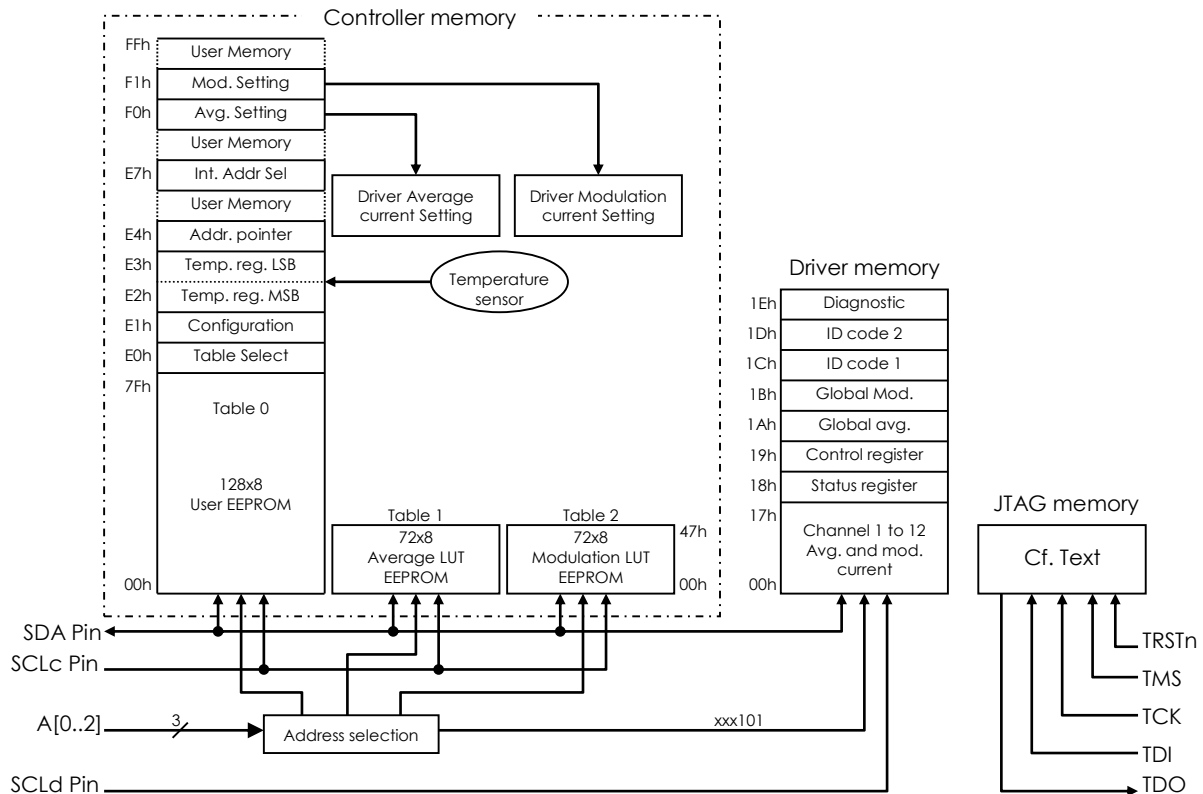 Controller memory
FFh
User Memory
F1h
Mod. Setting
F0h
Avg. Setting
User Memory
E7h
Int. Addr Sel
User Memory
E4h
Addr. pointer
E3h
Temp. reg. LSB
E2h
Temp. reg. MSB
E1h
Configuration
E0h
Table Select
7Fh
Table 0
128x8
User EEPROM
00h
Driver Average
current Setting
Driver Modulation
current Setting
Temperature
sensor
Table 1
72x8
Average LUT
EEPROM
Table 2
72x8
Modulation LUT
EEPROM
47h
00h
Driver memory
1Eh
Diagnostic
1Dh
ID code 2
1Ch
ID code 1
1Bh
Global Mod.
1Ah
Global avg.
19h
Control register
18h
Status register
17h
Channel 1 to 12
Avg. and mod.
current
00h
JTAG memory
Cf. Text
SDA Pin
SCLc Pin
A[0..2]
3
Address selection
xxx101
SCLd Pin
TRSTn
TMS
TCK
TDI
TDO